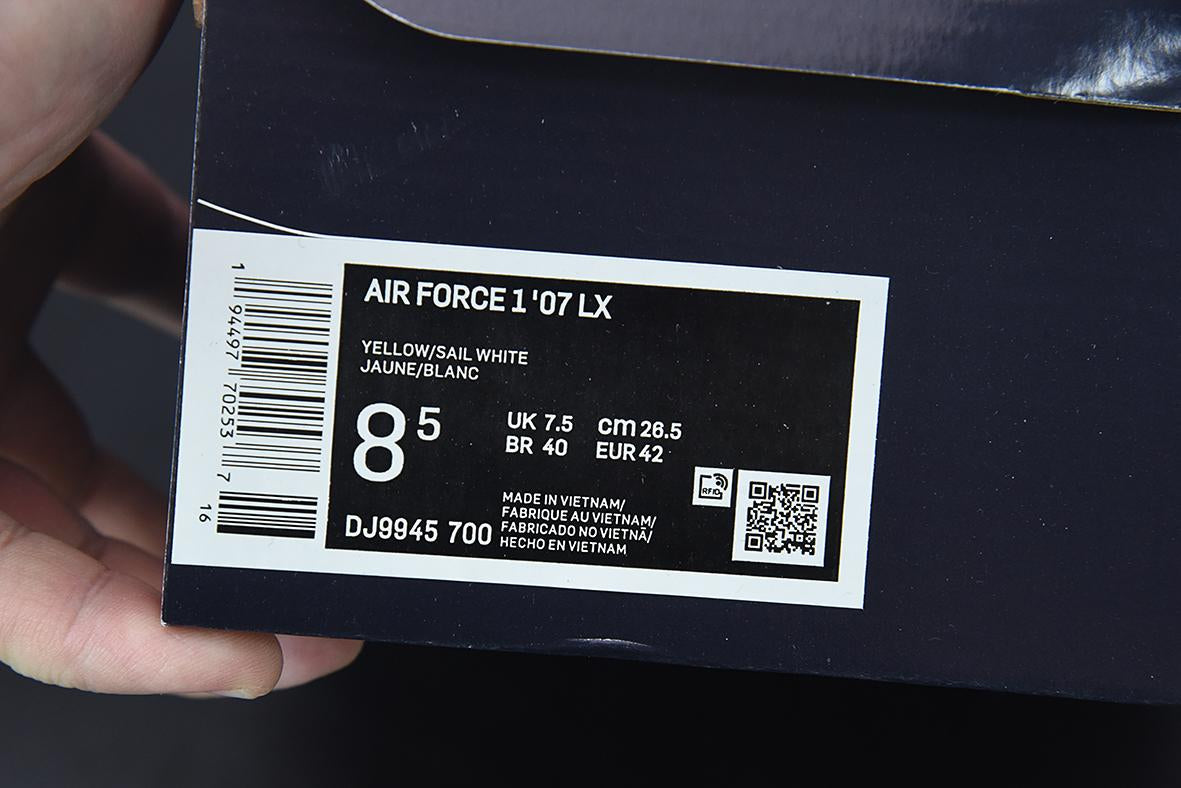 AIR FORCE 1 '07 LX
YELLOW/SAIL WHITE
JAUNE/BLANC
8 5
UK 7.5 cm 26.5
BR 40 EUR 42
MADE IN VIETNAM/
FABRIQUE AU VIETNAM/
FABRICADO NO VIETNÃ/
HECHO EN VIETNAM
DJ9945 700
RFID
1 94497 70253 7
16